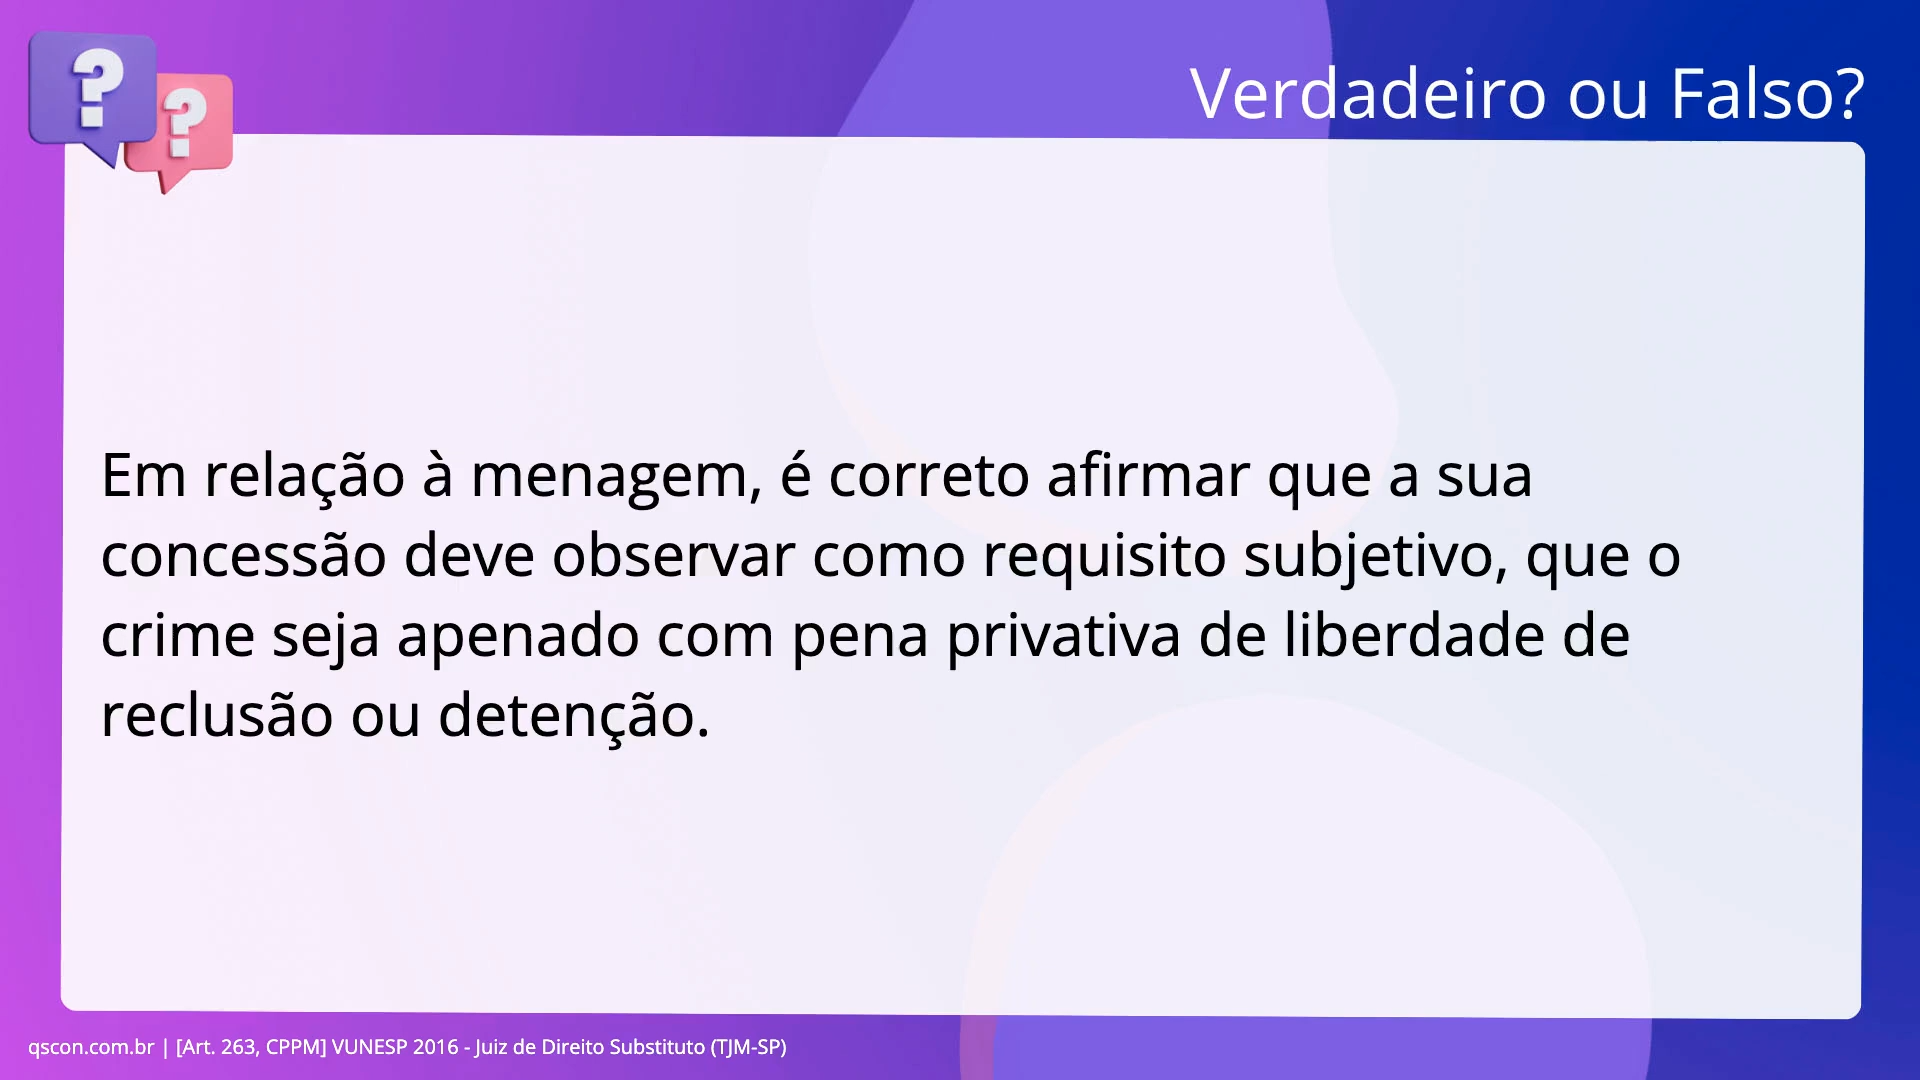 Verdadeiro ou Falso?
Em relação à menagem, é correto afirmar que a sua
concessão deve observar como requisito subjetivo, que o
crime seja apenado com pena privativa de liberdade de
reclusão ou detenção.
qscon.com.br | [Art. 263, CPPM] VUNESP 2016 - Juiz de Direito Substituto (TJM-SP)